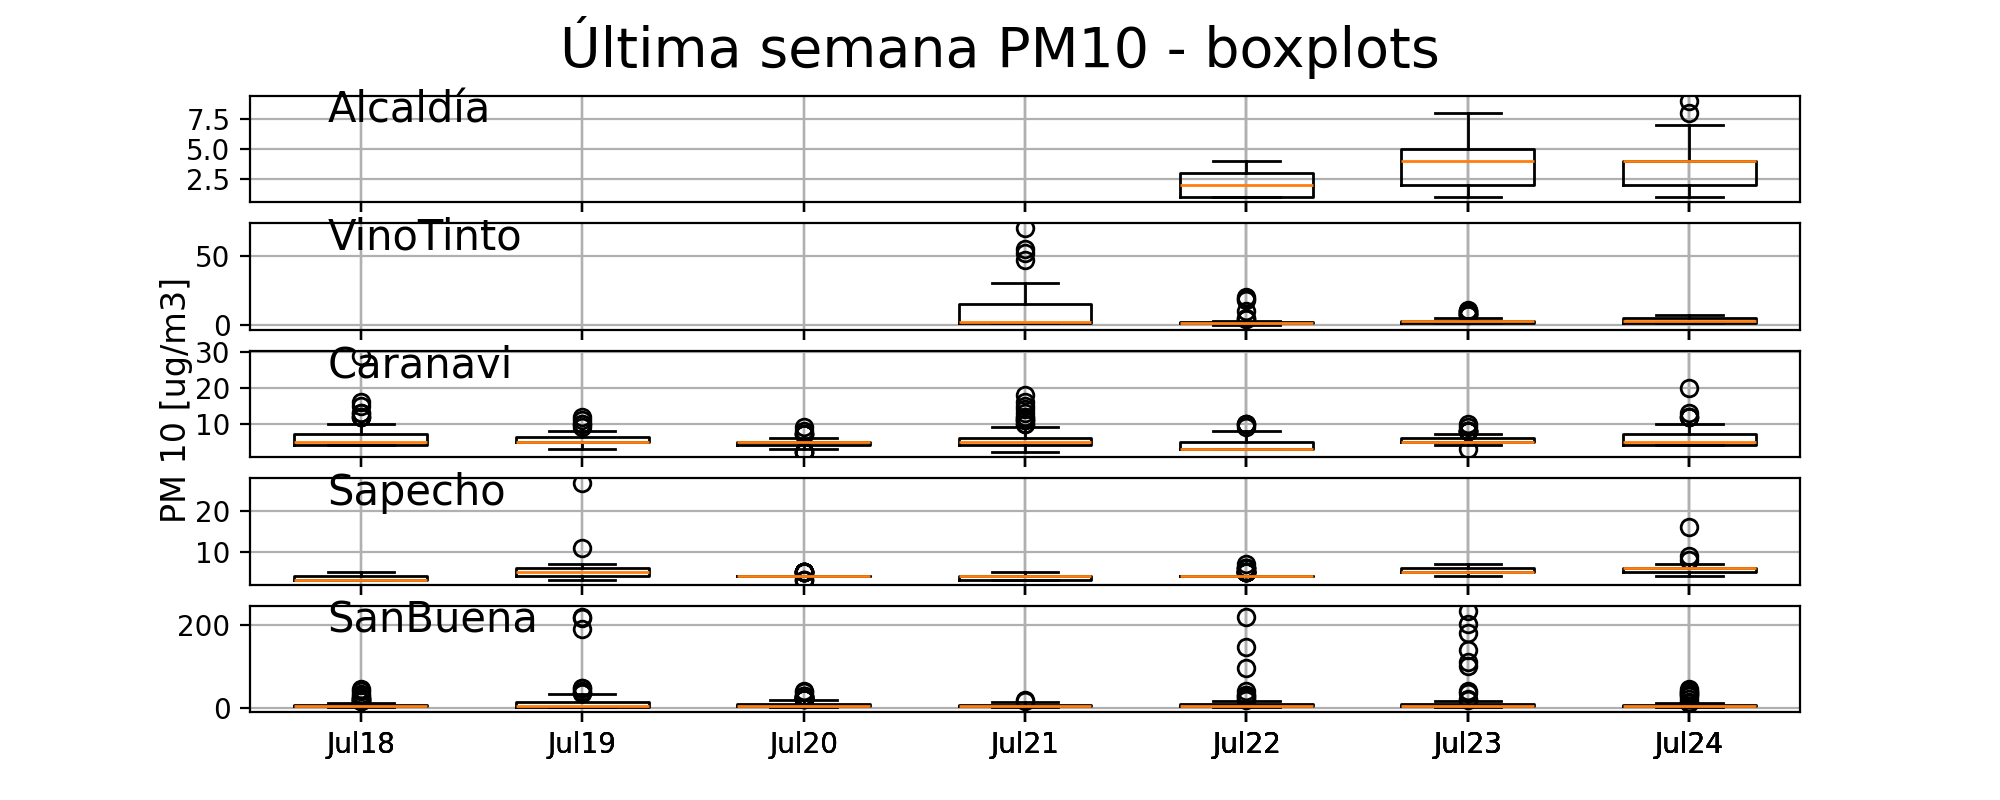 Última semana PM10 - boxplots
Alcaldía
7.5
5.0
2.5
VinoTinto
50
0
PM 10 [ug/m3]
Caranavi
30
20
10
Sapecho
20
10
SanBuena
200
0
Jul18 Jul19 Jul20 Jul21 Jul22 Jul23 Jul24